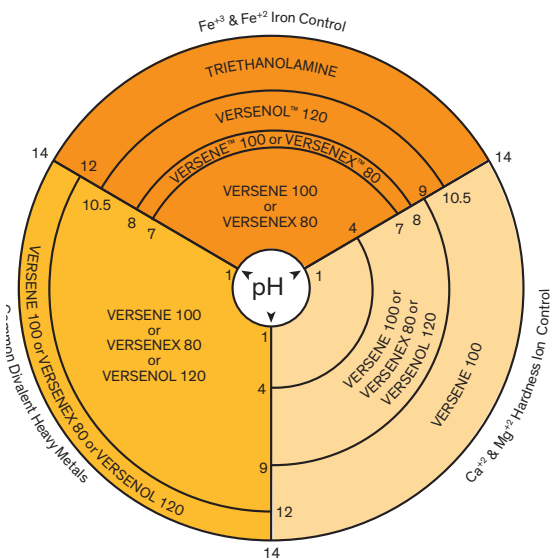 Fe+3 & Fe+2 Iron Control
TRIETHANOLAMINE
VERSENOL™ 120
VERSENE™ 100 or VERSENEX™ 80
VERSENE 100
or
VERSENEX 80
14
12
10.5
8
7
1
14
10.5
9
8
7
4
1
pH
1
4
9
12
14
VERSENE 100
or
VERSENEX 80
or
VERSENOL 120
VERSENE 100 or VERSENEX 80 or VERSENOL 120
Common Divalent Heavy Metals
VERSENE 100 or
VERSENEX 80 or
VERSENOL 120
VERSENE 100
Ca+2 & Mg+2 Hardness Ion Control